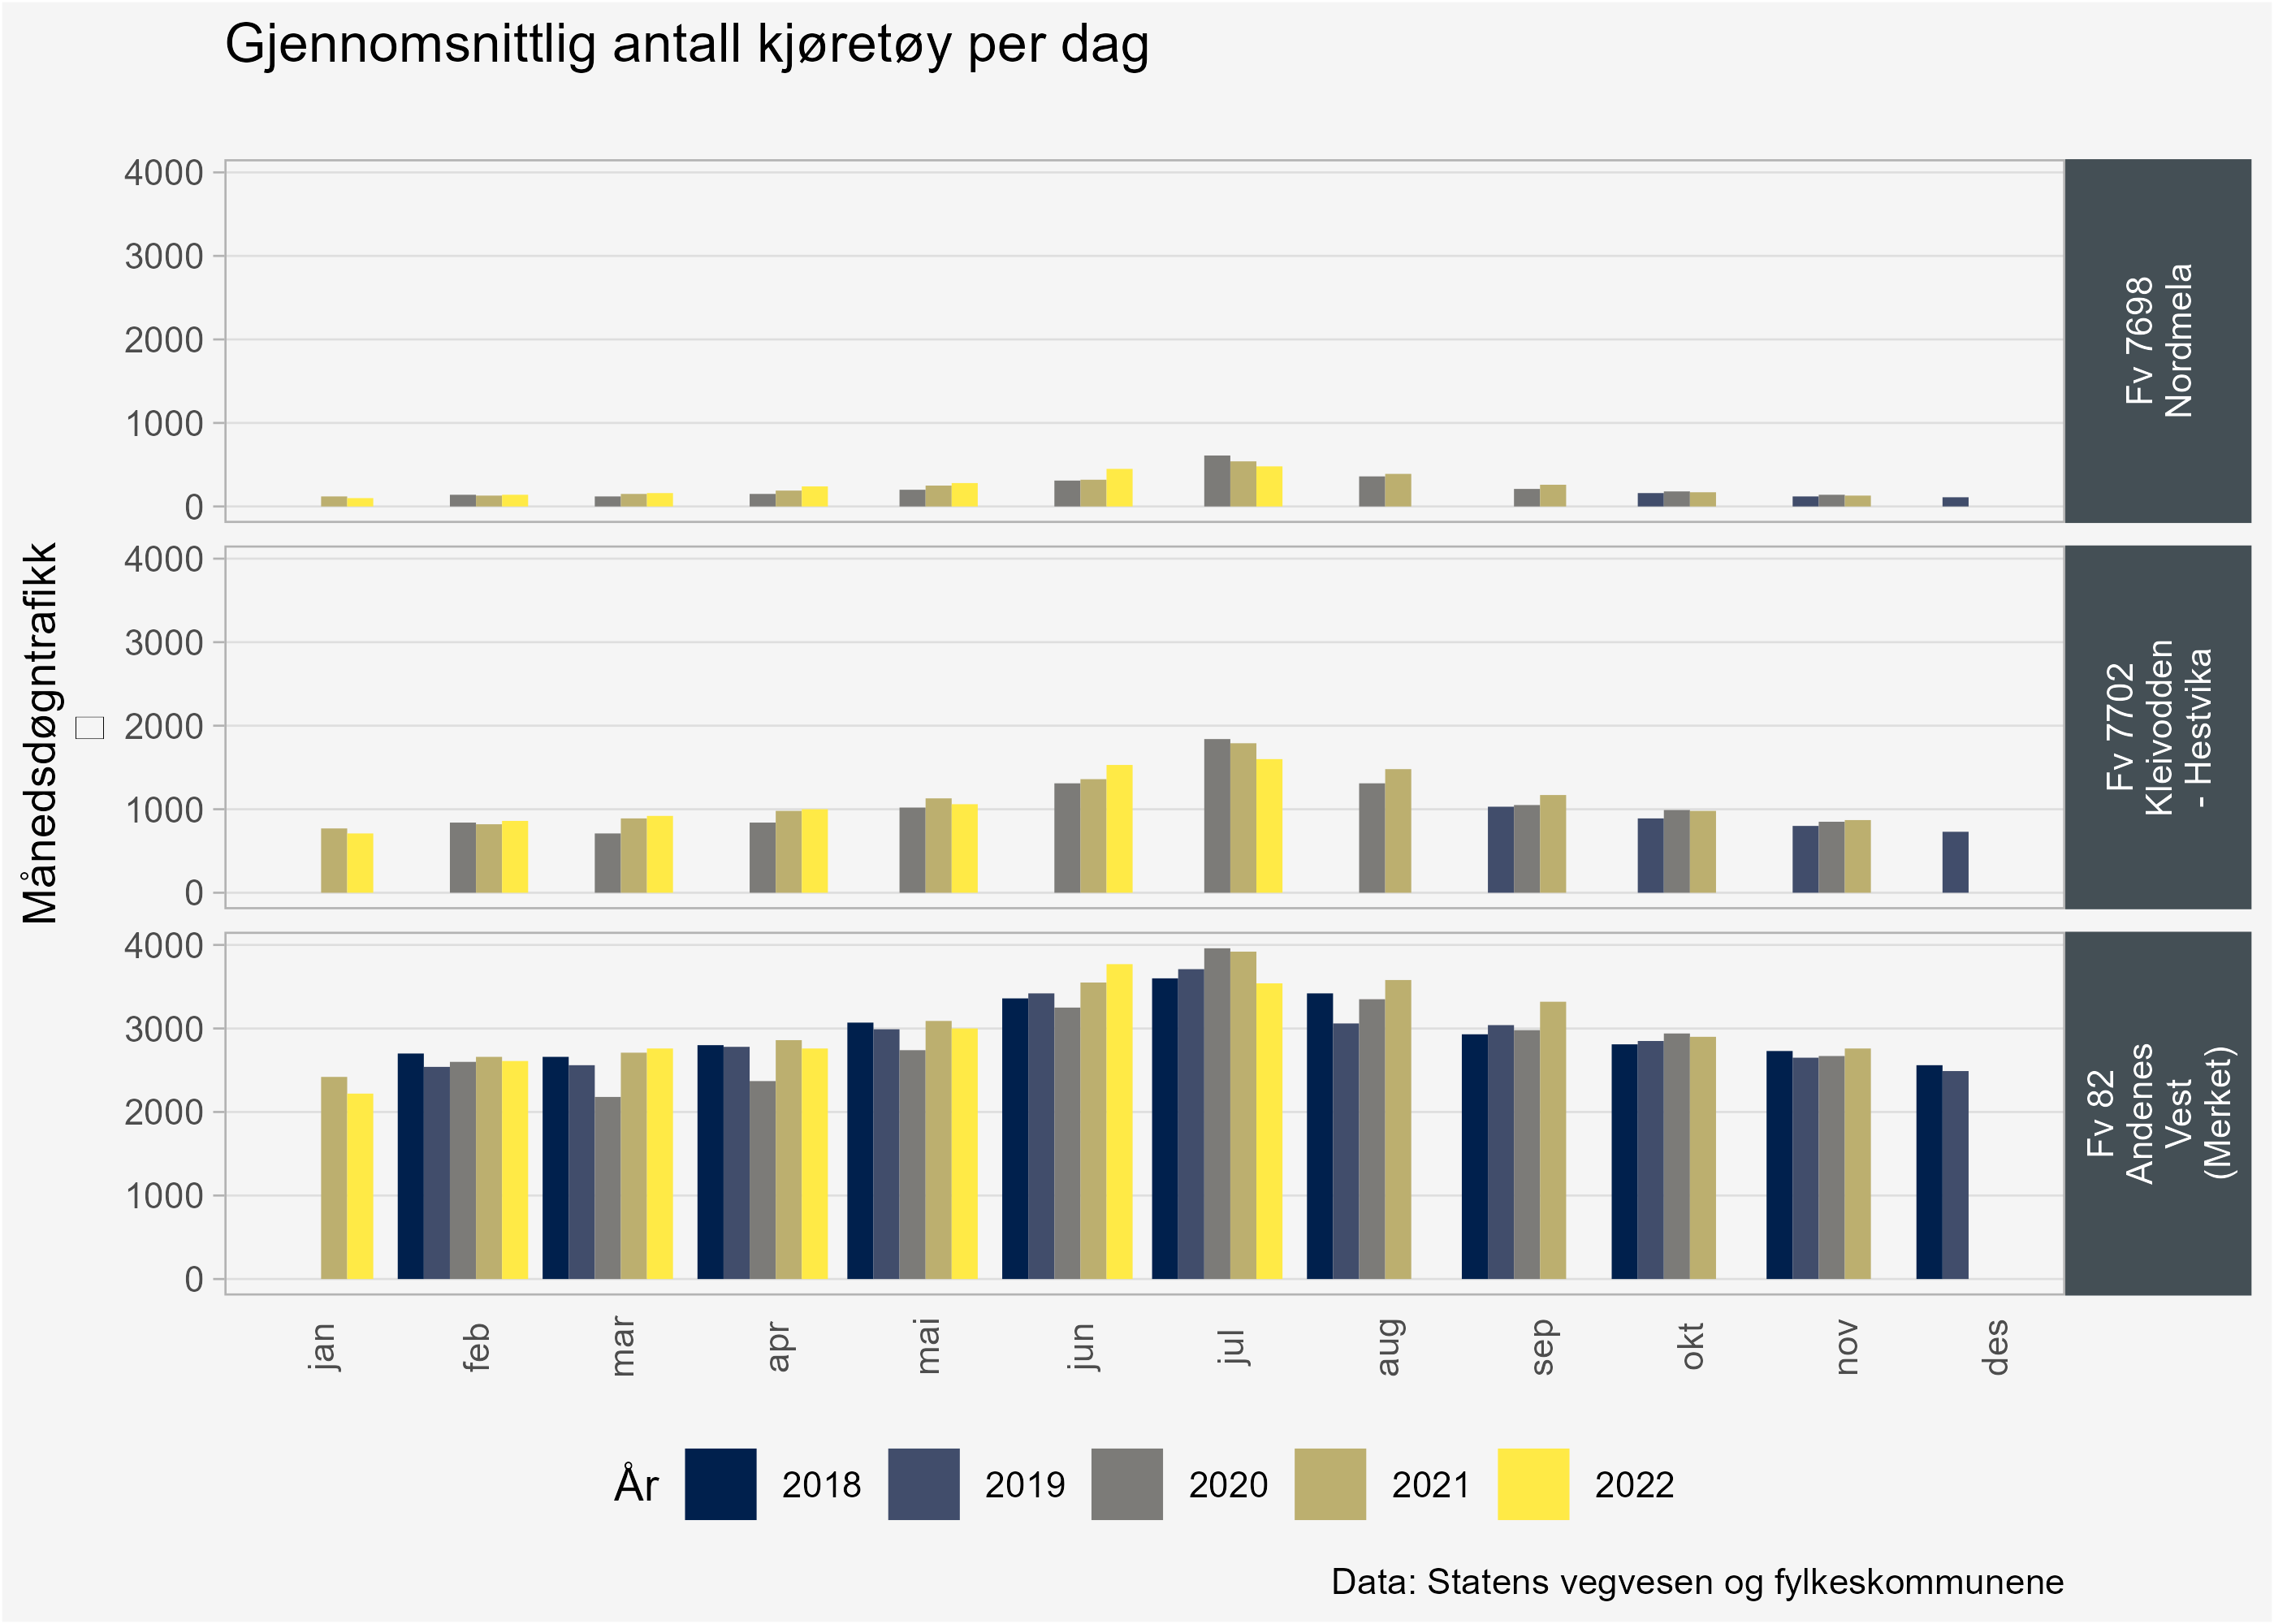 Gjennomsnittlig antall kjøretøy per dag
Månedsdøgntrafikk
4000
3000
2000
1000
0
Fv 7698
Nordmela
4000
3000
2000
1000
0
Fv 7702
Kleivodden
- Hestvika
4000
3000
2000
1000
0
Fv 82
Andenes
Vest
(Merket)
jan feb mar apr mai jun jul aug sep okt nov des
År 2018 2019 2020 2021 2022
Data: Statens vegvesen og fylkeskommunene